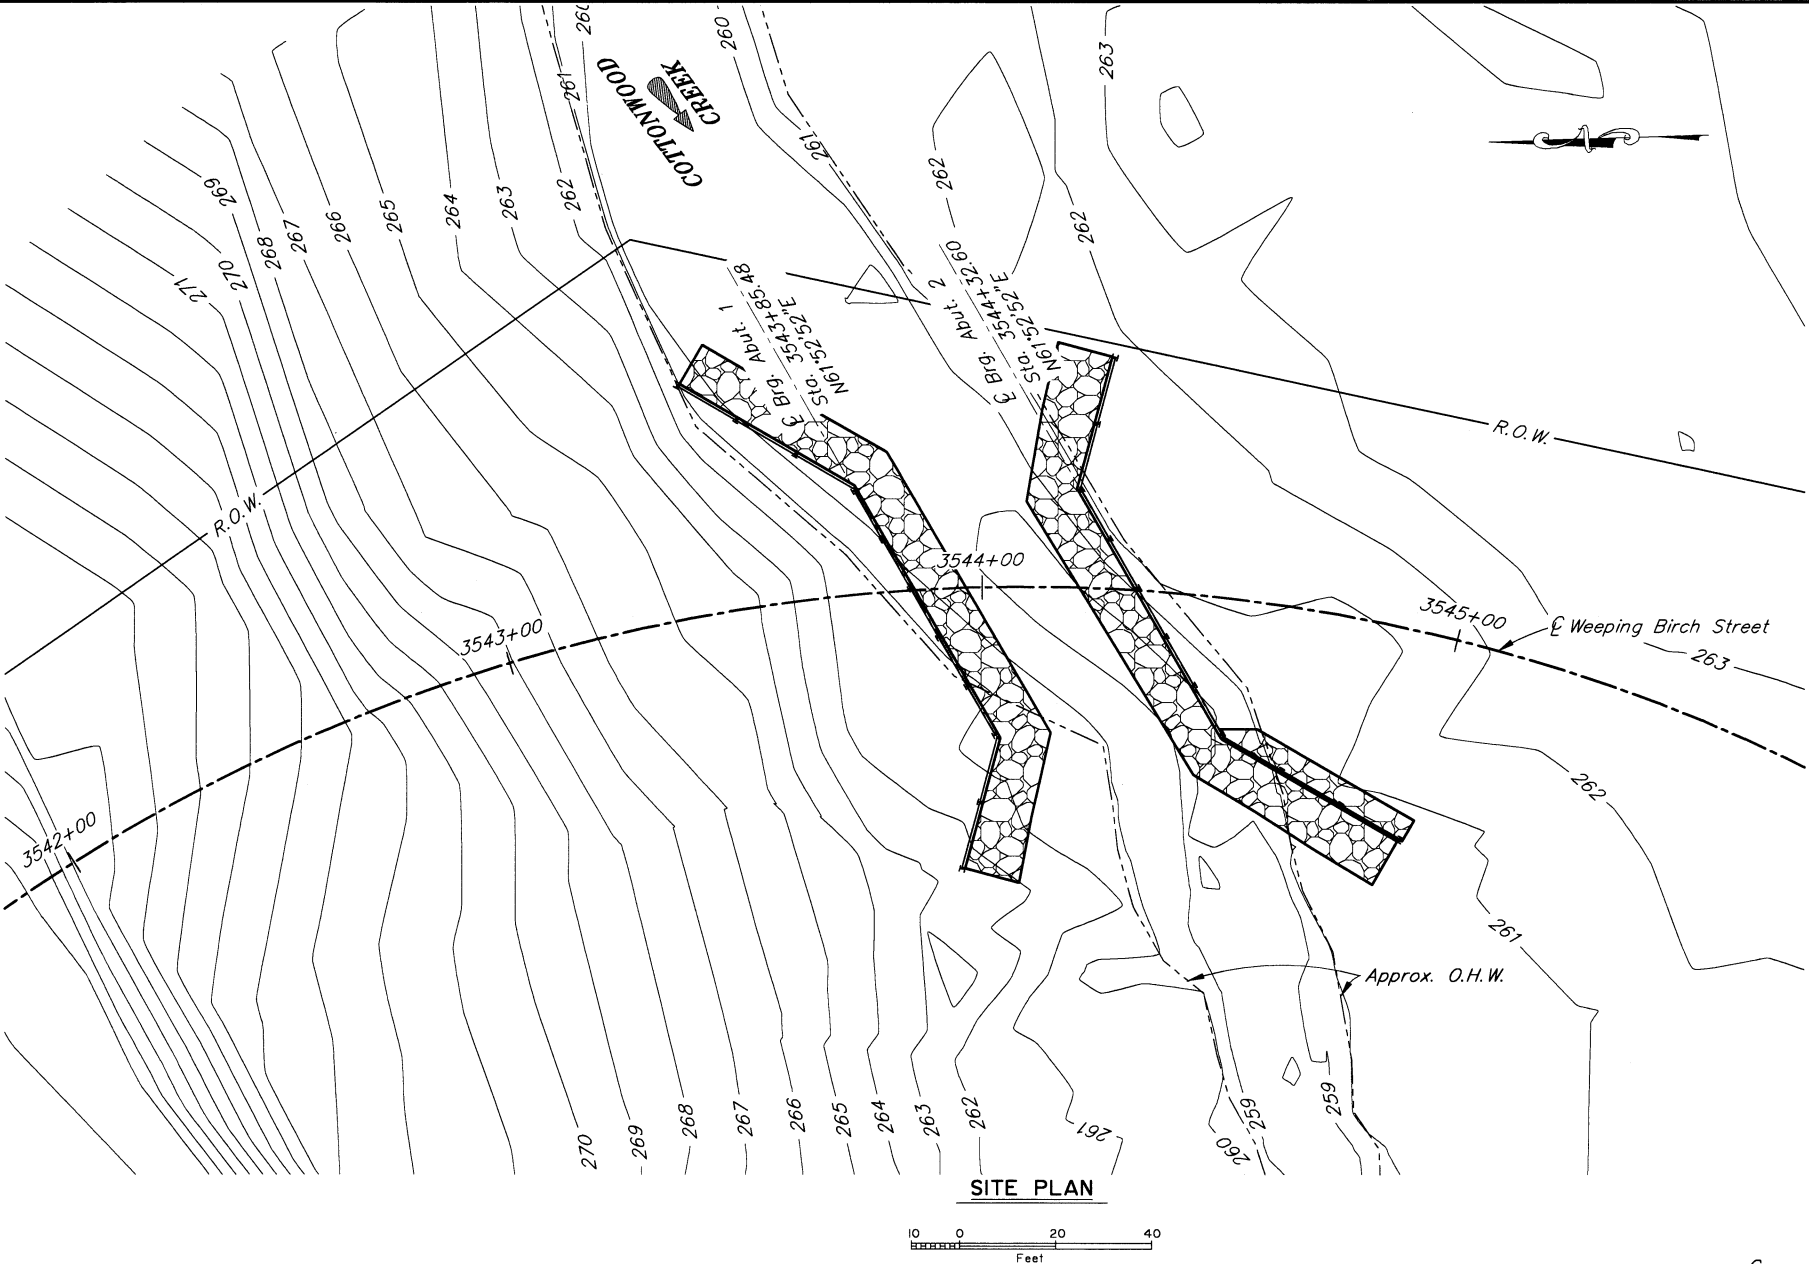 260
261
COTTONWOOD
CREEK
260
261
262
263
262
269
268
267
266
265
264
263
262
271
270
℄ Brg. Abut. 1
Sta. 3543+85.48
N61°52'52"E
℄ Brg. Abut. 2
Sta. 3544+32.60
N61°52'52"E
N
R.O.W.
R.O.W.
3542+00
3543+00
3544+00
3545+00
℄ Weeping Birch Street
263
262
261
Approx. O.H.W.
270
269
268
267
266
265
264
263
262
261
260
259
259
SITE PLAN
10 0 20 40
Feet